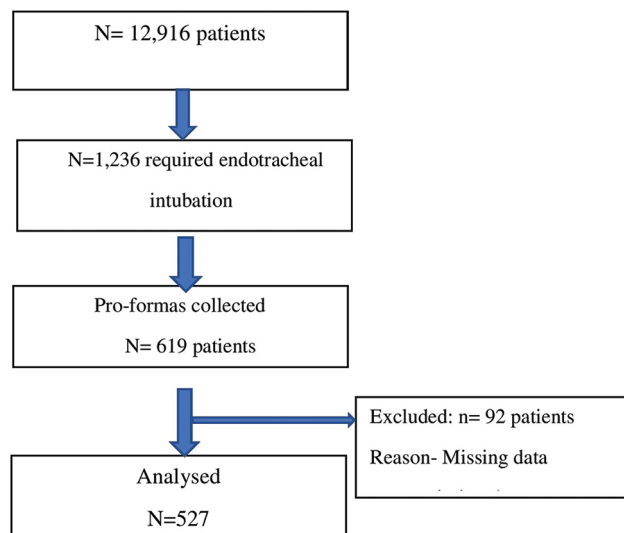 N= 12,916 patients
N=1,236 required endotracheal
intubation
Pro-formas collected
N= 619 patients
Excluded: n= 92 patients
Reason- Missing data
Analysed
N=527